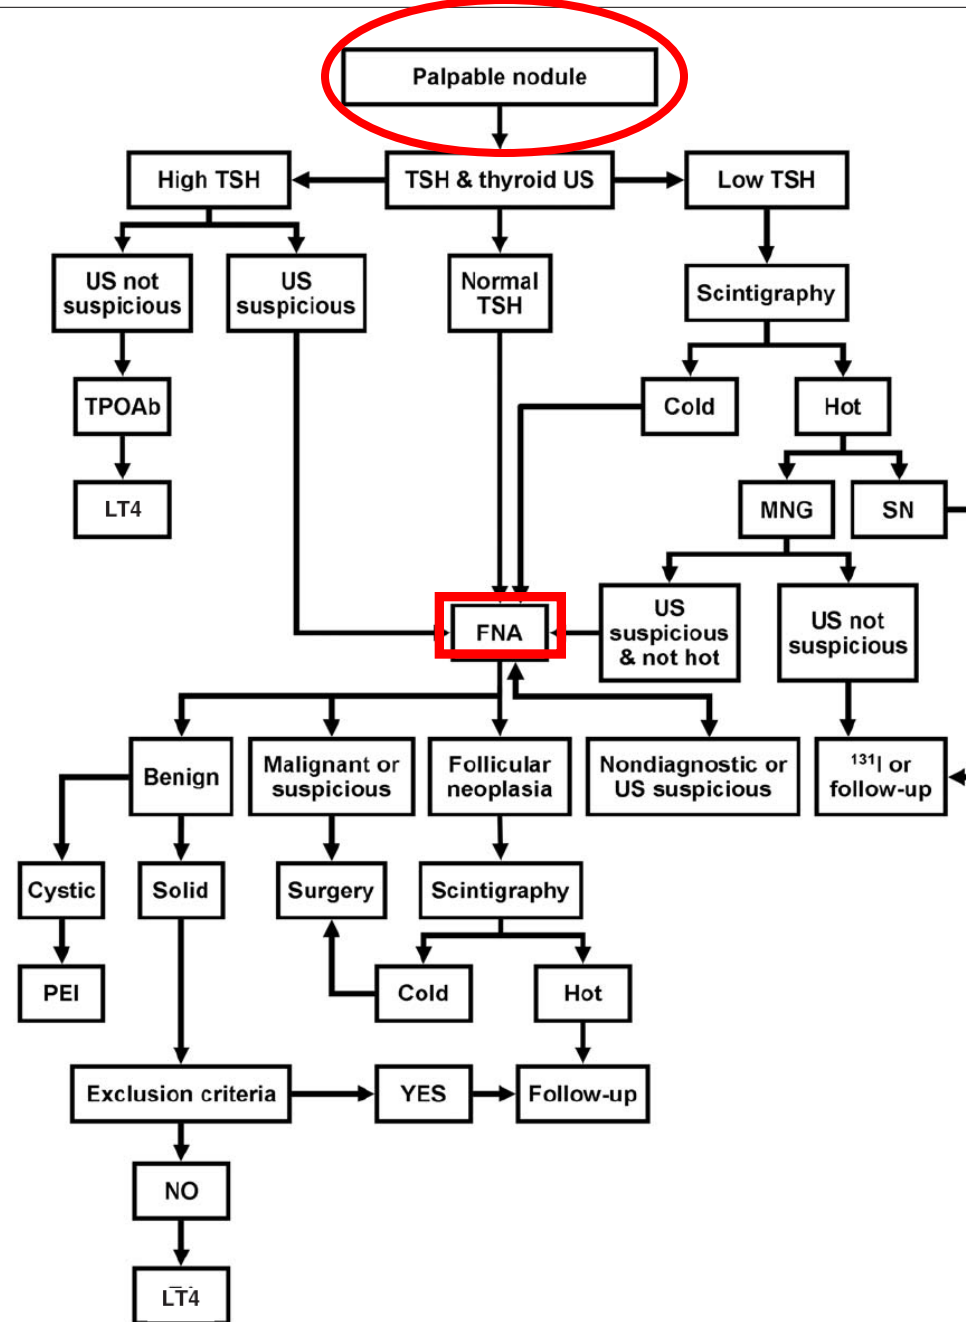 Palpable nodule
High TSH
TSH & thyroid US
Low TSH
US not
suspicious
US
suspicious
Normal
TSH
Scintigraphy
TPOAb
Cold
Hot
LT4
MNG
SN
FNA
US
suspicious
& not hot
US not
suspicious
Benign
Malignant or
suspicious
Follicular
neoplasia
Nondiagnostic or
US suspicious
131I or
follow-up
Cystic
Solid
Surgery
Scintigraphy
PEI
Cold
Hot
Exclusion criteria
YES
Follow-up
NO
LT4